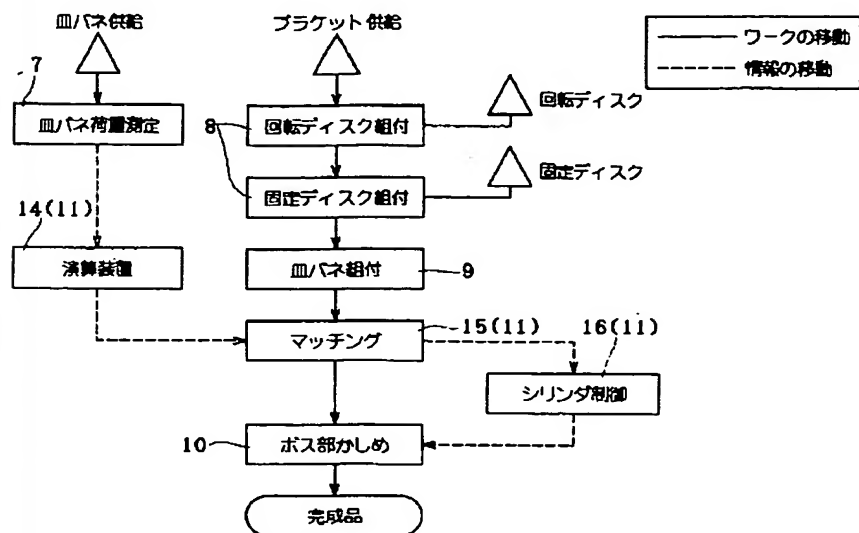 皿バネ供給
ブラケット供給
ワークの移動
情報の移動
7
皿バネ荷重測定
8
回転ディスク組付
回転ディスク
固定ディスク組付
固定ディスク
14(11)
演算装置
皿バネ組付
9
マッチング
15(11)
16(11)
シリンダ制御
10
ボス部かしめ
完成品